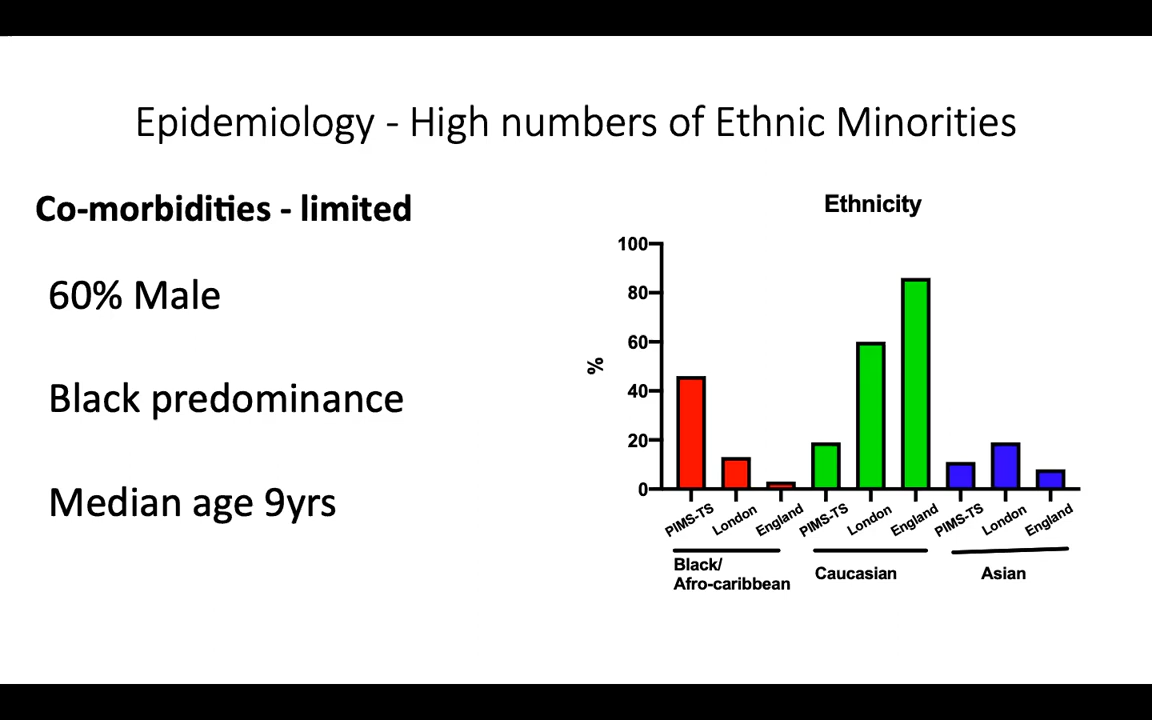 Epidemiology - High numbers of Ethnic Minorities
Co-morbidities - limited
60% Male
Black predominance
Median age 9yrs
Ethnicity
100
80
60
40
20
0
%
PIMS-TS
London
England
PIMS-TS
London
England
PIMS-TS
London
England
Black/
Afro-caribbean
Caucasian
Asian